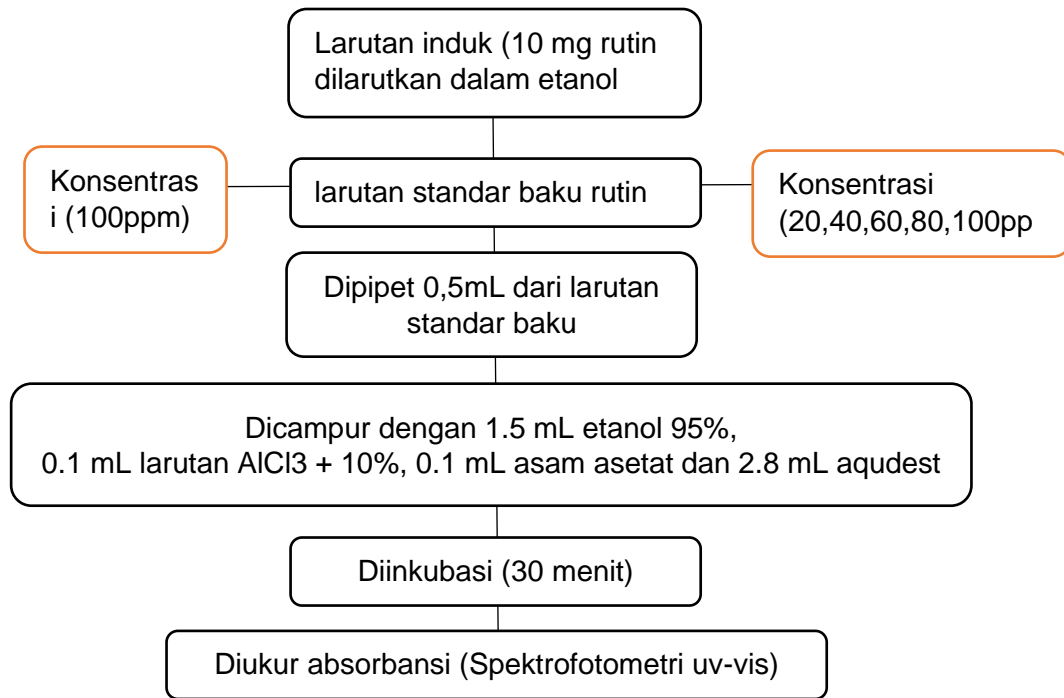 Larutan induk (10 mg rutin
dilarutkan dalam etanol
Konsentras
i (100ppm)
larutan standar baku rutin
Konsentrasi
(20,40,60,80,100pp
Dipipet 0,5mL dari larutan
standar baku
Dicampur dengan 1.5 mL etanol 95%,
0.1 mL larutan AlCl3 + 10%, 0.1 mL asam asetat dan 2.8 mL aqudest
Diinkubasi (30 menit)
Diukur absorbansi (Spektrofotometri uv-vis)